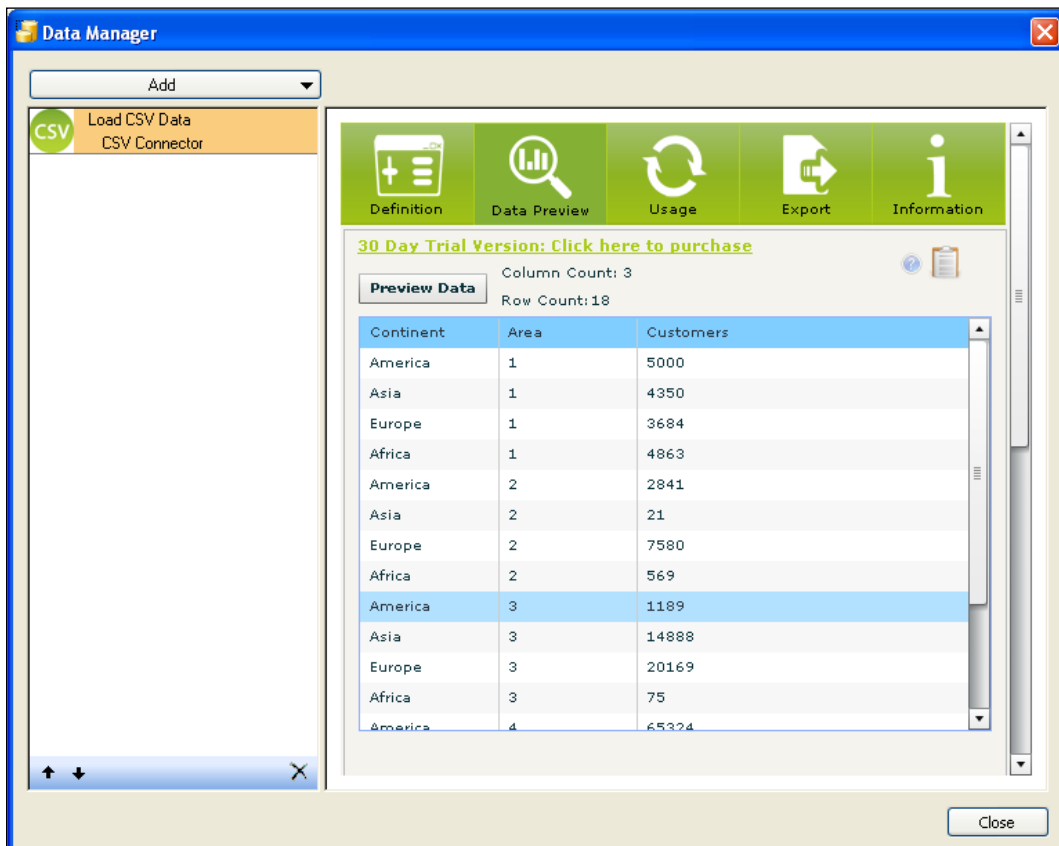 Data Manager
Add
CSV
Load CSV Data
CSV Connector
Definition
Data Preview
Usage
Export
Information
30 Day Trial Version: Click here to purchase
Preview Data
Column Count: 3
Row Count: 18
Continent Area Customers
America 1 5000
Asia 1 4350
Europe 1 3684
Africa 1 4863
America 2 2841
Asia 2 21
Europe 2 7580
Africa 2 569
America 3 1189
Asia 3 14888
Europe 3 20169
Africa 3 75
America 4 65324
Close